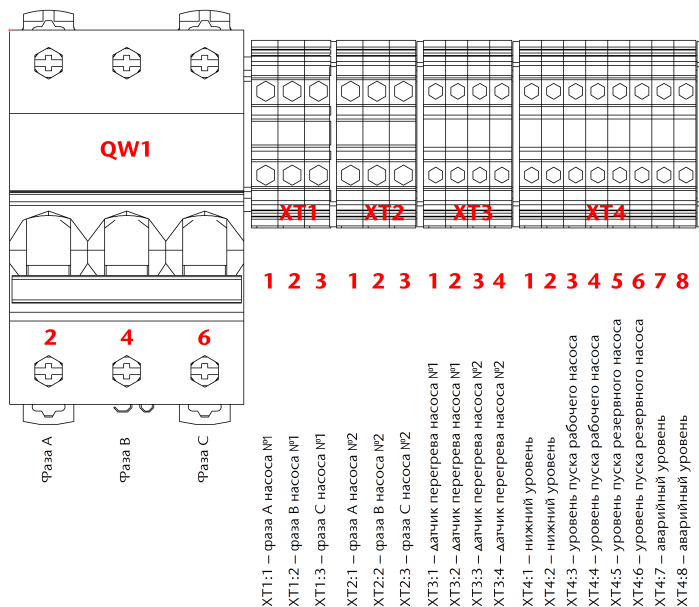 QW1
XT1 XT2 XT3 XT4
1 2 3 1 2 3 1 2 3 4 1 2 3 4 5 6 7 8
2 4 6
Фаза A
Фаза B
Фаза C
XT1:1 – фаза A насоса №1
XT1:2 – фаза B насоса №1
XT1:3 – фаза C насоса №1
XT2:1 – фаза A насоса №2
XT2:2 – фаза B насоса №2
XT2:3 – фаза C насоса №2
XT3:1 – датчик перегрева насоса №1
XT3:2 – датчик перегрева насоса №1
XT3:3 – датчик перегрева насоса №2
XT3:4 – датчик перегрева насоса №2
XT4:1 – нижний уровень
XT4:2 – нижний уровень
XT4:3 – уровень пуска рабочего насоса
XT4:4 – уровень пуска рабочего насоса
XT4:5 – уровень пуска резервного насоса
XT4:6 – уровень пуска резервного насоса
XT4:7 – аварийный уровень
XT4:8 – аварийный уровень